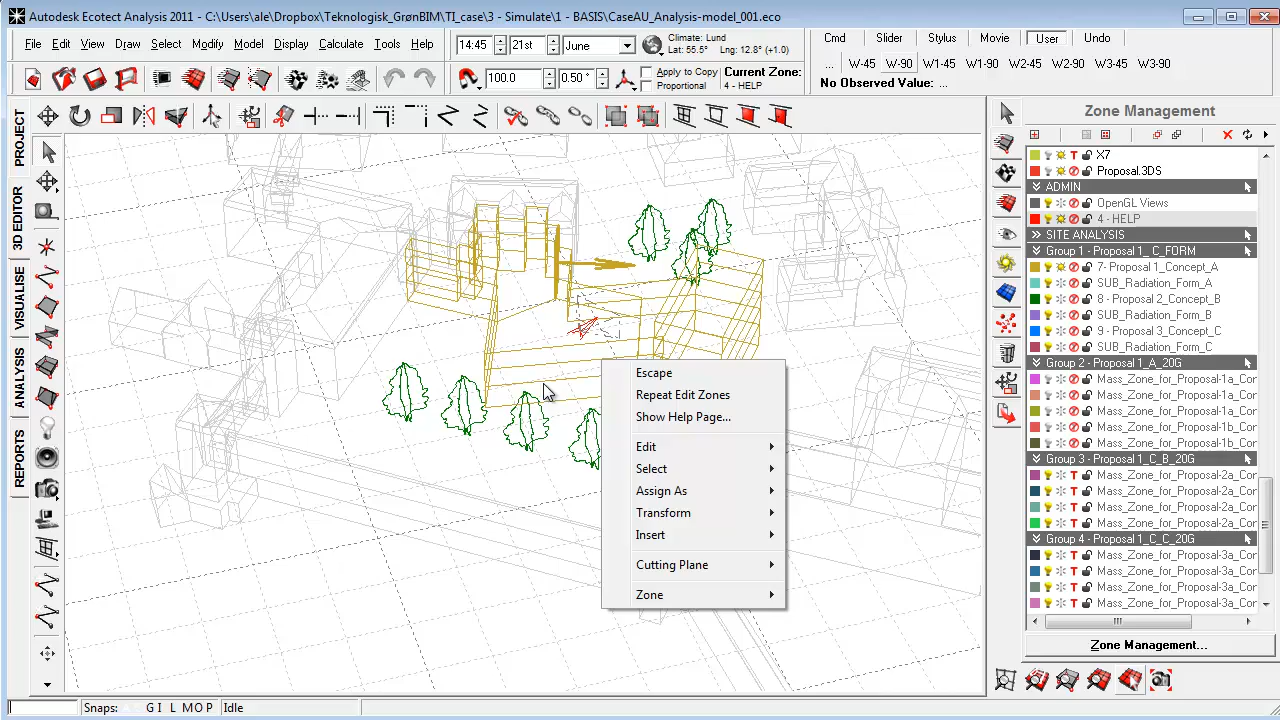 Autodesk Ecotect Analysis 2011 - C:\Users\ale\Dropbox\Teknologisk_GrønBIM\TI_case\3 - Simulate\1 - BASIS\CaseAU_Analysis-model_001.eco
File Edit View Draw Select Modify Model Display Calculate Tools Help
14:45 21st June
Climate: Lund
Lat: 55.5° Lng: 12.8° (+1.0)
Cmd Slider Stylus Movie User Undo
... W-45 W-90 W1-45 W1-90 W2-45 W2-90 W3-45 W3-90
100.0 0.50°
Apply to Copy
Proportional
Current Zone:
4 - HELP
No Observed Value: ...
PROJECT
3D EDITOR
VISUALISE
ANALYSIS
REPORTS
Escape
Repeat Edit Zones
Show Help Page...
Edit
Select
Assign As
Transform
Insert
Cutting Plane
Zone
Zone Management
T X7
T Proposal.3DS
ADMIN
OpenGL Views
T 4 - HELP
SITE ANALYSIS
Group 1 - Proposal 1_C_FORM
7- Proposal 1_Concept_A
SUB_Radiation_Form_A
8 - Proposal 2_Concept_B
SUB_Radiation_Form_B
9 - Proposal 3_Concept_C
SUB_Radiation_Form_C
Group 2 - Proposal 1_A_20G
Mass_Zone_for_Proposal-1a_Cor
Mass_Zone_for_Proposal-1a_Cor
Mass_Zone_for_Proposal-1a_Cor
Mass_Zone_for_Proposal-1b_Cor
Mass_Zone_for_Proposal-1b_Cor
Group 3 - Proposal 1_C_B_20G
T Mass_Zone_for_Proposal-2a_Cor
T Mass_Zone_for_Proposal-2a_Cor
T Mass_Zone_for_Proposal-2a_Cor
T Mass_Zone_for_Proposal-2a_Cor
Group 4 - Proposal 1_C_C_20G
T Mass_Zone_for_Proposal-3a_Cor
T Mass_Zone_for_Proposal-3a_Cor
T Mass_Zone_for_Proposal-3a_Cor
T Mass_Zone_for_Proposal-3a_Cor
Zone Management...
Snaps: G I L M O P Idle